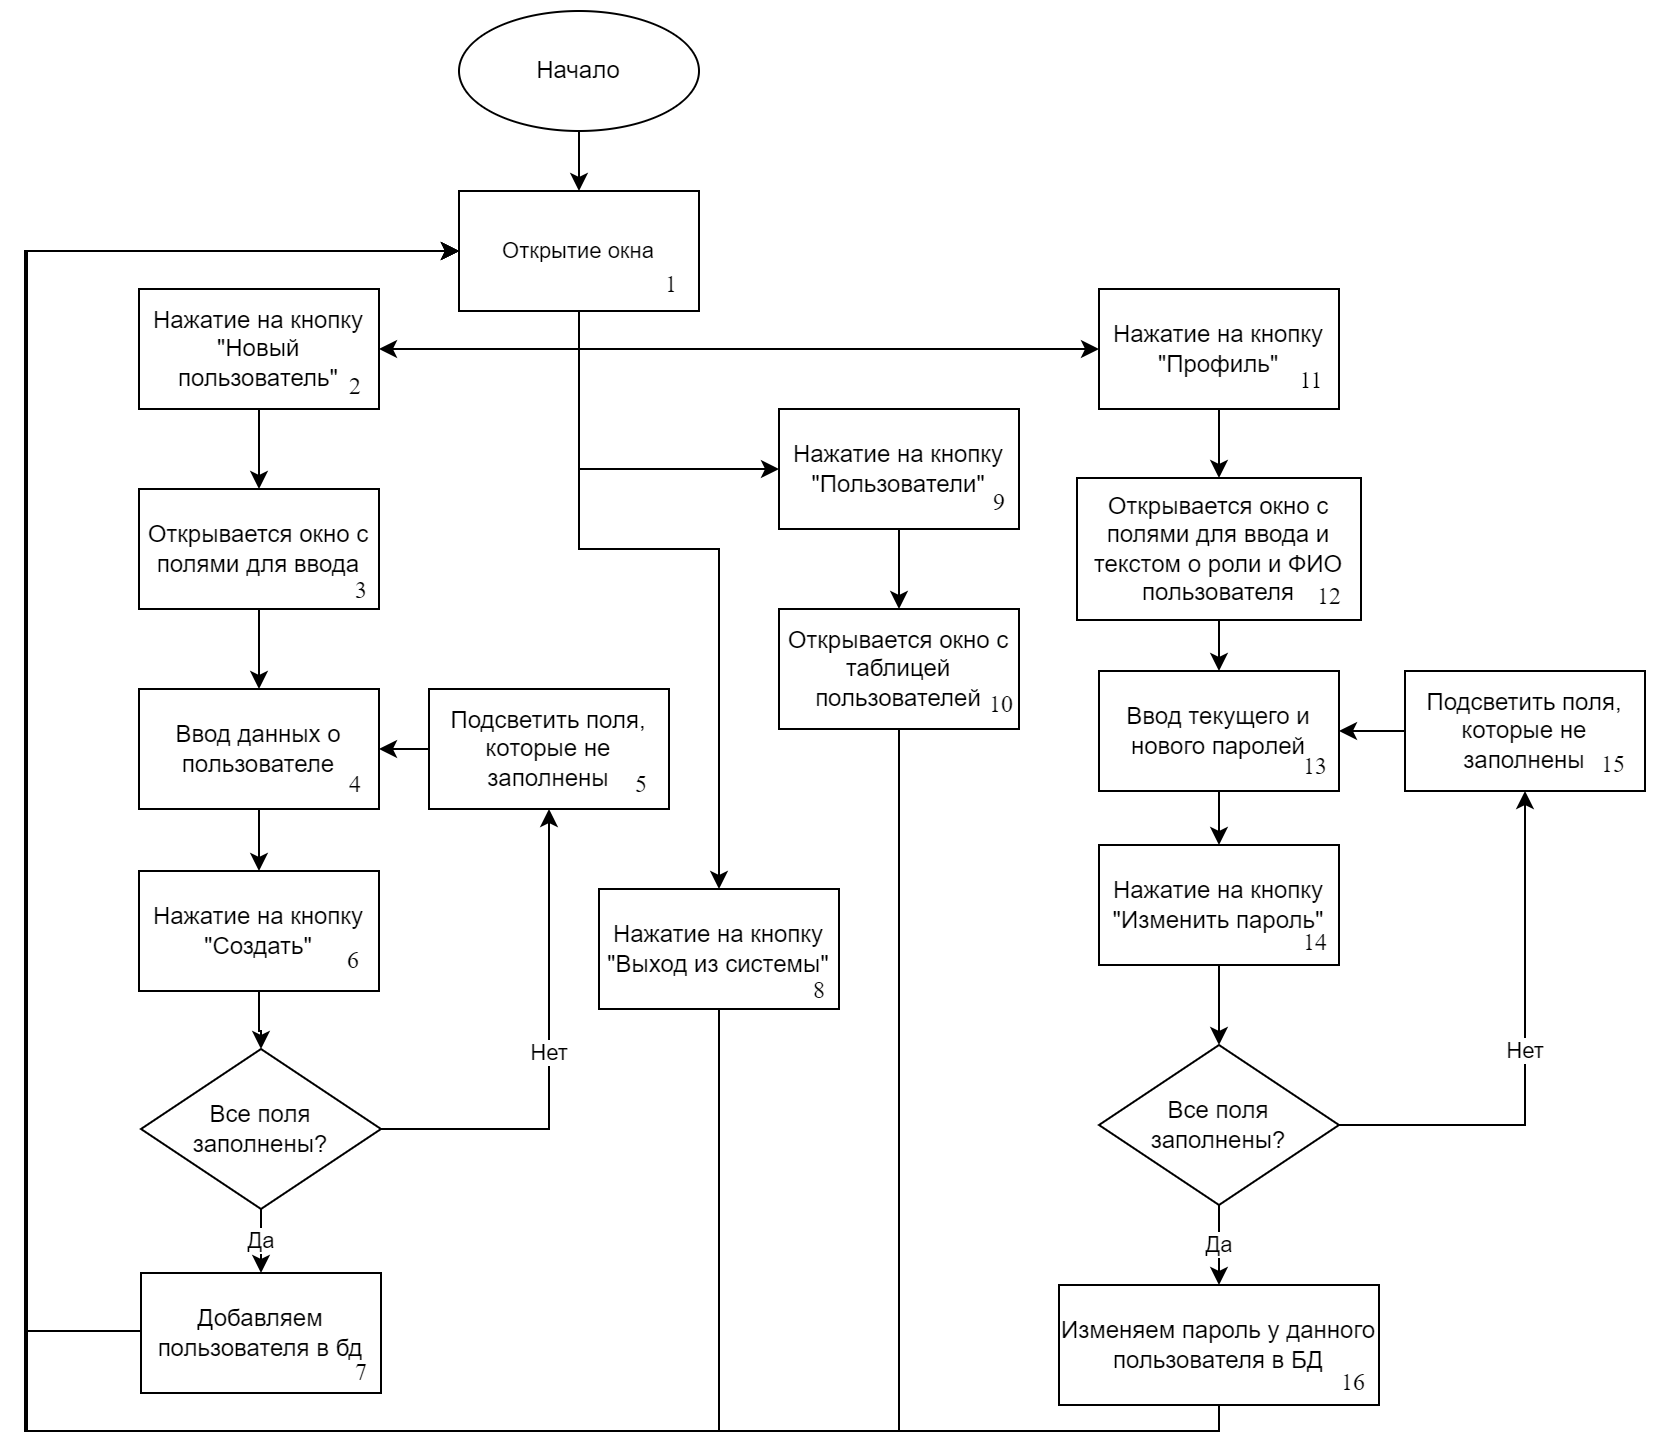 Начало
Открытие окна
1
Нажатие на кнопку
"Новый
пользователь"
2
Открывается окно с
полями для ввода
3
Ввод данных о
пользователе
4
Подсветить поля,
которые не
заполнены
5
Нажатие на кнопку
"Создать"
6
Все поля
заполнены?
Нет
Да
Добавляем
пользователя в бд
7
Нажатие на кнопку
"Выход из системы"
8
Нажатие на кнопку
"Пользователи"
9
Открывается окно с
таблицей
пользователей
10
Нажатие на кнопку
"Профиль"
11
Открывается окно с
полями для ввода и
текстом о роли и ФИО
пользователя
12
Ввод текущего и
нового паролей
13
Нажатие на кнопку
"Изменить пароль"
14
Подсветить поля,
которые не
заполнены
15
Все поля
заполнены?
Нет
Да
Изменяем пароль у данного
пользователя в БД
16